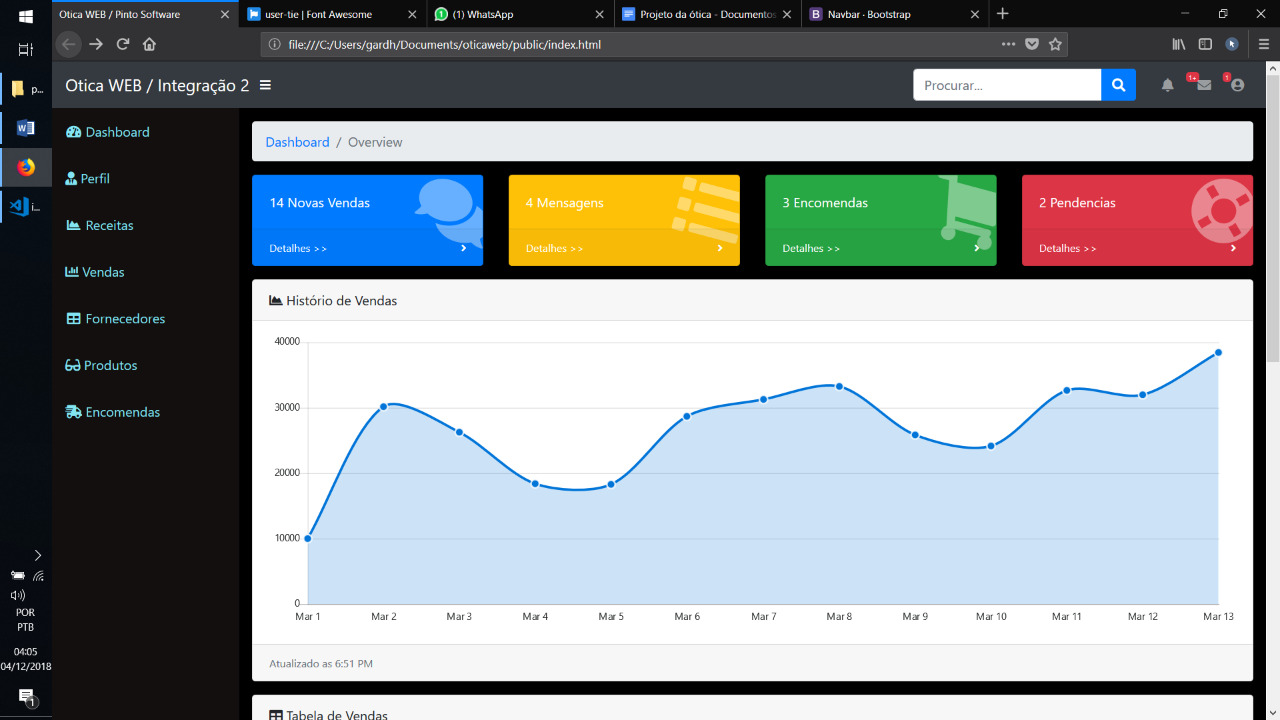 Otica WEB / Pinto Software
user-tie | Font Awesome
(1) WhatsApp
Projeto da ótica - Documentos
Navbar · Bootstrap
file:///C:/Users/gardh/Documents/oticaweb/public/index.html
Otica WEB / Integração 2
Procurar...
1+
1
p...
i...
Dashboard
Perfil
Receitas
Vendas
Fornecedores
Produtos
Encomendas
Dashboard / Overview
14 Novas Vendas
Detalhes >>
4 Mensagens
Detalhes >>
3 Encomendas
Detalhes >>
2 Pendencias
Detalhes >>
Histório de Vendas
40000
30000
20000
10000
0
Mar 1 Mar 2 Mar 3 Mar 4 Mar 5 Mar 6 Mar 7 Mar 8 Mar 9 Mar 10 Mar 11 Mar 12 Mar 13
Atualizado as 6:51 PM
Tabela de Vendas
POR
PTB
04:05
04/12/2018
1